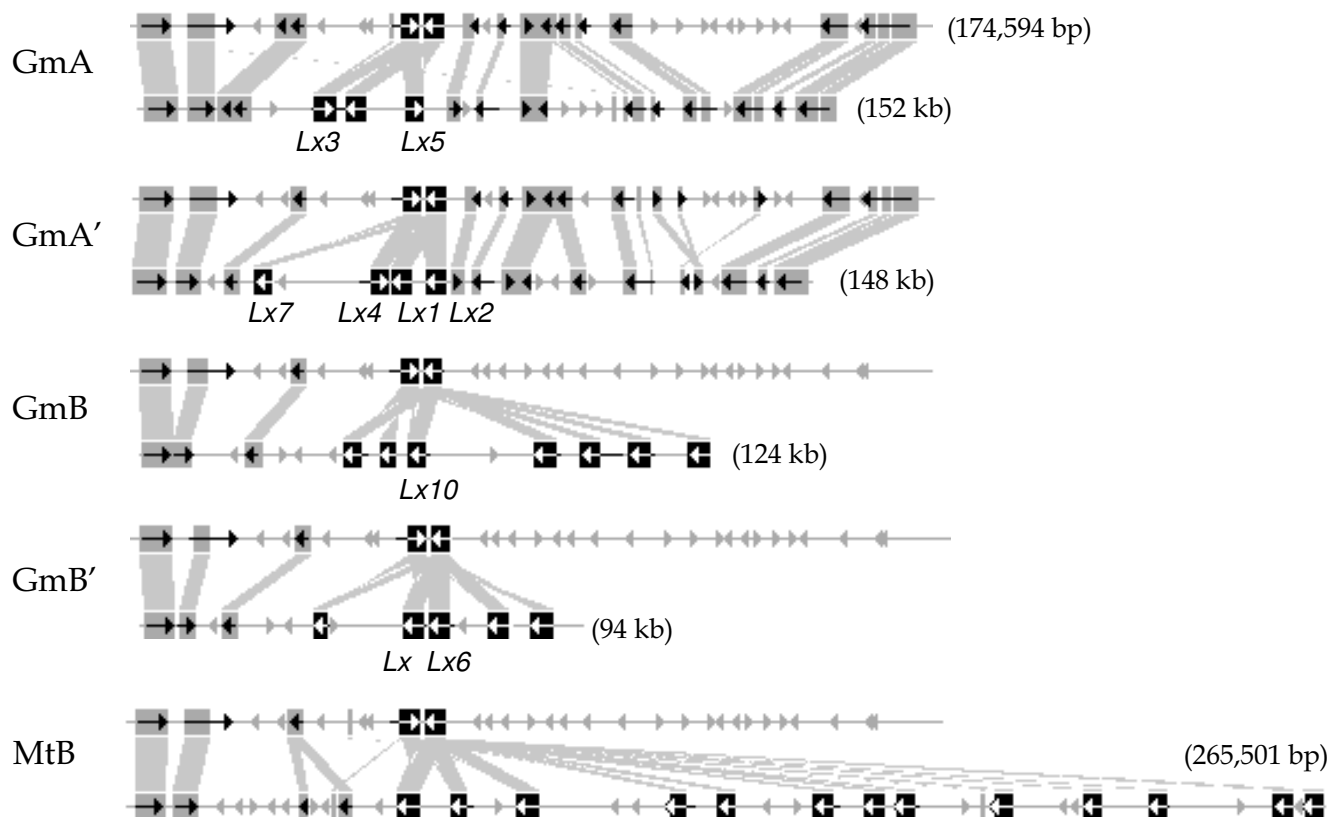 (174,594 bp)
GmA
(152 kb)
Lx3 Lx5
GmA′
(148 kb)
Lx7 Lx4 Lx1 Lx2
GmB
(124 kb)
Lx10
GmB′
(94 kb)
Lx Lx6
MtB
(265,501 bp)